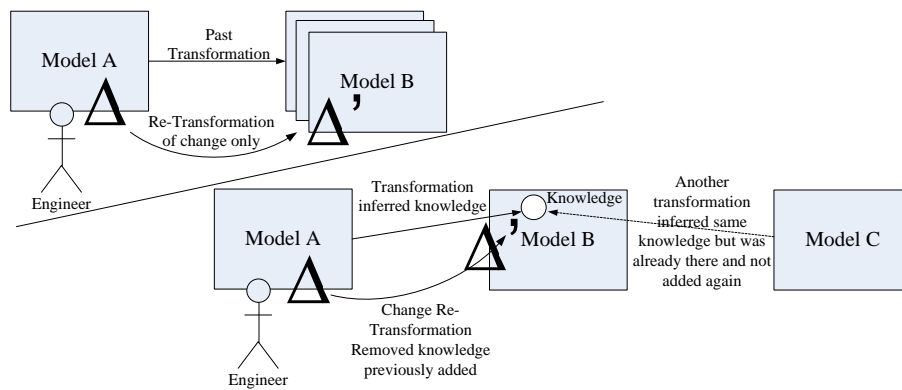 Model A
Past
Transformation
Model B
Δ
Δ’
Re-Transformation
of change only
Engineer
Transformation
inferred knowledge
Knowledge
Another
transformation
inferred same
knowledge but was
already there and not
added again
Model A
Model B
Model C
Δ
Δ’
Change Re-
Transformation
Removed knowledge
previously added
Engineer